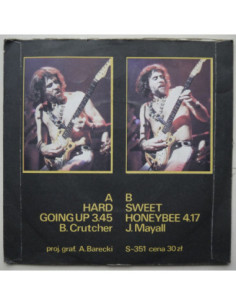 A
HARD
GOING UP 3.45
B. Crutcher
B
SWEET
HONEYBEE 4.17
J. Mayall
proj. graf. A. Barecki
S-351 cena 30 zł